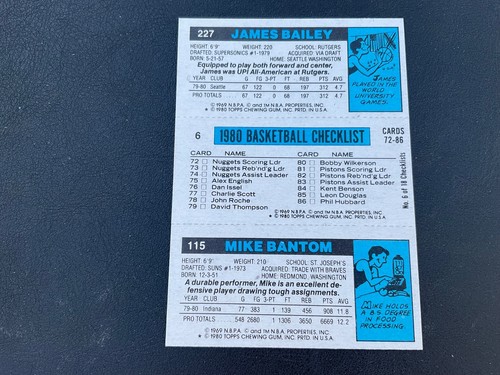 227 JAMES BAILEY
HEIGHT: 6'9" WEIGHT: 220 SCHOOL: RUTGERS
DRAFTED: SUPERSONICS #1-1979 ACQUIRED: VIA DRAFT
BORN: 5-21-57 HOME: SEATTLE, WASHINGTON
Equipped to play both forward and center,
James was UPI All-American at Rutgers.
YEAR CLUB G FG 3-PT FT REB PTS AVG
79-80 Seattle 67 122 0 68 197 312 4.7
PRO TOTALS 67 122 0 68 197 312 4.7
© 1969 N.B.P.A. © and TM N.B.A. PROPERTIES, INC.
© 1980 TOPPS CHEWING GUM, INC. PRTD. IN U.S.A.
JAMES
PLAYED IN THE
WORLD
UNIVERSITY
GAMES.
6 1980 BASKETBALL CHECKLIST CARDS
72-86
CARD NAME CARD NAME
72 Nuggets Scoring Ldr 80 Bobby Wilkerson
73 Nuggets Reb'nd'g Ldr 81 Pistons Scoring Ldr
74 Nuggets Assist Leader 82 Pistons Reb'nd'g Ldr
75 Alex English 83 Pistons Assist Leader
76 Dan Issel 84 Kent Benson
77 Charlie Scott 85 Leon Douglas
78 John Roche 86 Phil Hubbard
79 David Thompson
© 1969 N.B.P.A. © and TM N.B.A. PROPERTIES, INC.
© 1980 TOPPS CHEWING GUM, INC. PRTD. IN U.S.A.
No. 6 of 18 Checklists
115 MIKE BANTOM
HEIGHT: 6'9" WEIGHT: 210 SCHOOL: ST. JOSEPH'S
DRAFTED: SUNS #1-1973 ACQUIRED: TRADE WITH BRAVES
BORN: 12-3-51 HOME: REDMOND, WASHINGTON
A durable performer, Mike is an excellent de-
fensive player drawing tough assignments.
YEAR CLUB G FG 3-PT FT REB PTS AVG
79-80 Indiana 77 383 1 139 456 908 11.8
PRO TOTALS 548 2680 1 1306 3650 6669 12.2
© 1969 N.B.P.A. © and TM N.B.A. PROPERTIES, INC.
© 1980 TOPPS CHEWING GUM, INC. PRTD. IN U.S.A.
MIKE HOLDS
A B.S. DEGREE
IN FOOD
PROCESSING.